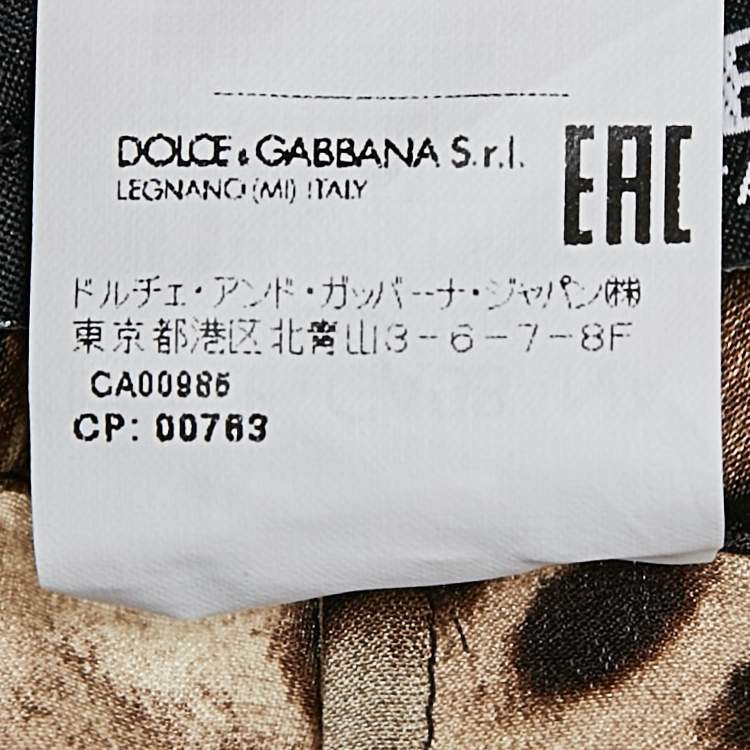 DOLCE & GABBANA S.r.l.
LEGNANO (MI) ITALY
EAC
ドルチェ・アンド・ガッバーナ・ジャパン㈱
東京都港区北青山3-6-7-8F
CA00985
CP: 00763